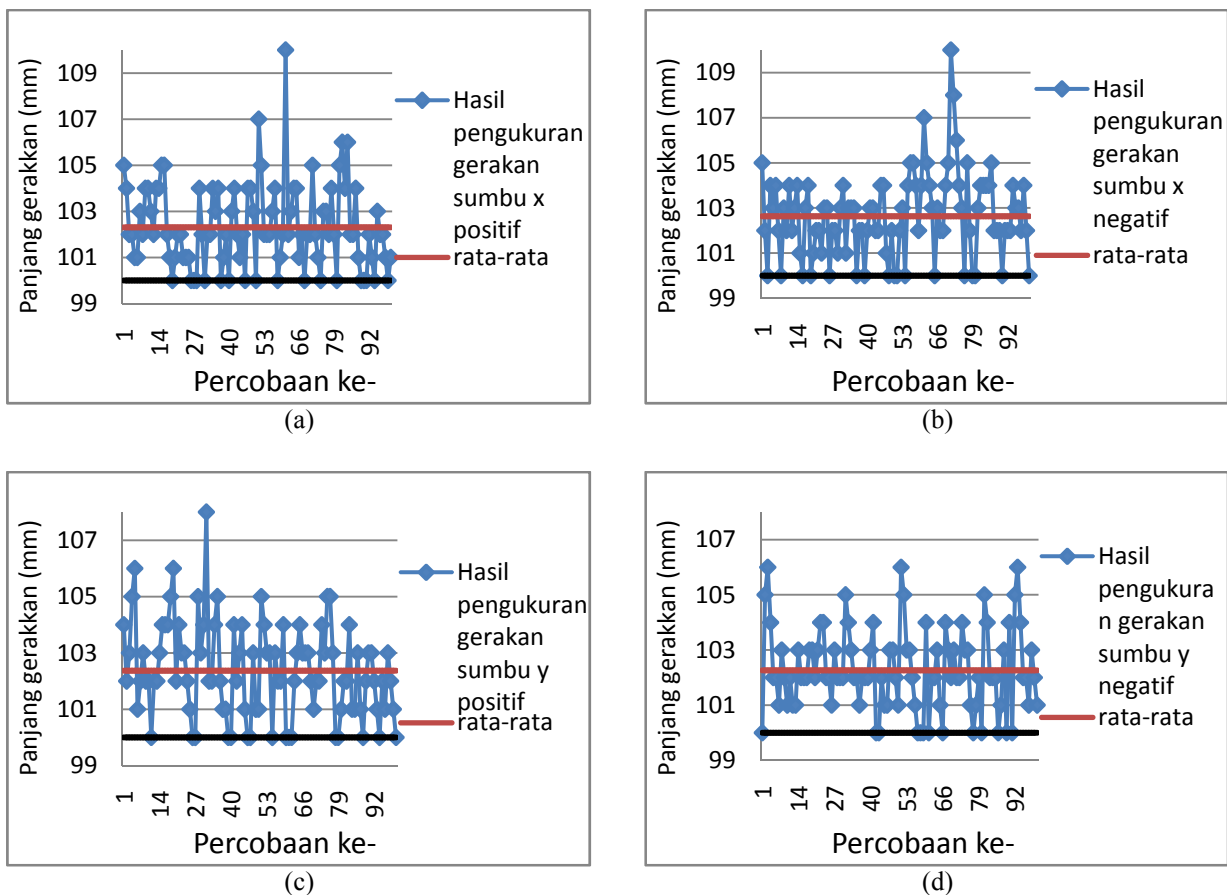 Panjang gerakkan (mm)
109
107
105
103
101
99
1 14 27 40 53 66 79 92
Percobaan ke-
Hasil
pengukuran
gerakan
sumbu x
positif
rata-rata
(a)
Panjang gerakkan (mm)
109
107
105
103
101
99
1 14 27 40 53 66 79 92
Percobaan ke-
Hasil
pengukuran
gerakan
sumbu x
negatif
rata-rata
(b)
Panjang gerakkan (mm)
107
105
103
101
99
1 14 27 40 53 66 79 92
Percobaan ke-
Hasil
pengukuran
gerakan
sumbu y
positif
rata-rata
(c)
Panjang gerakkan (mm)
107
105
103
101
99
1 14 27 40 53 66 79 92
Percobaan ke-
Hasil
pengukura
n gerakan
sumbu y
negatif
rata-rata
(d)